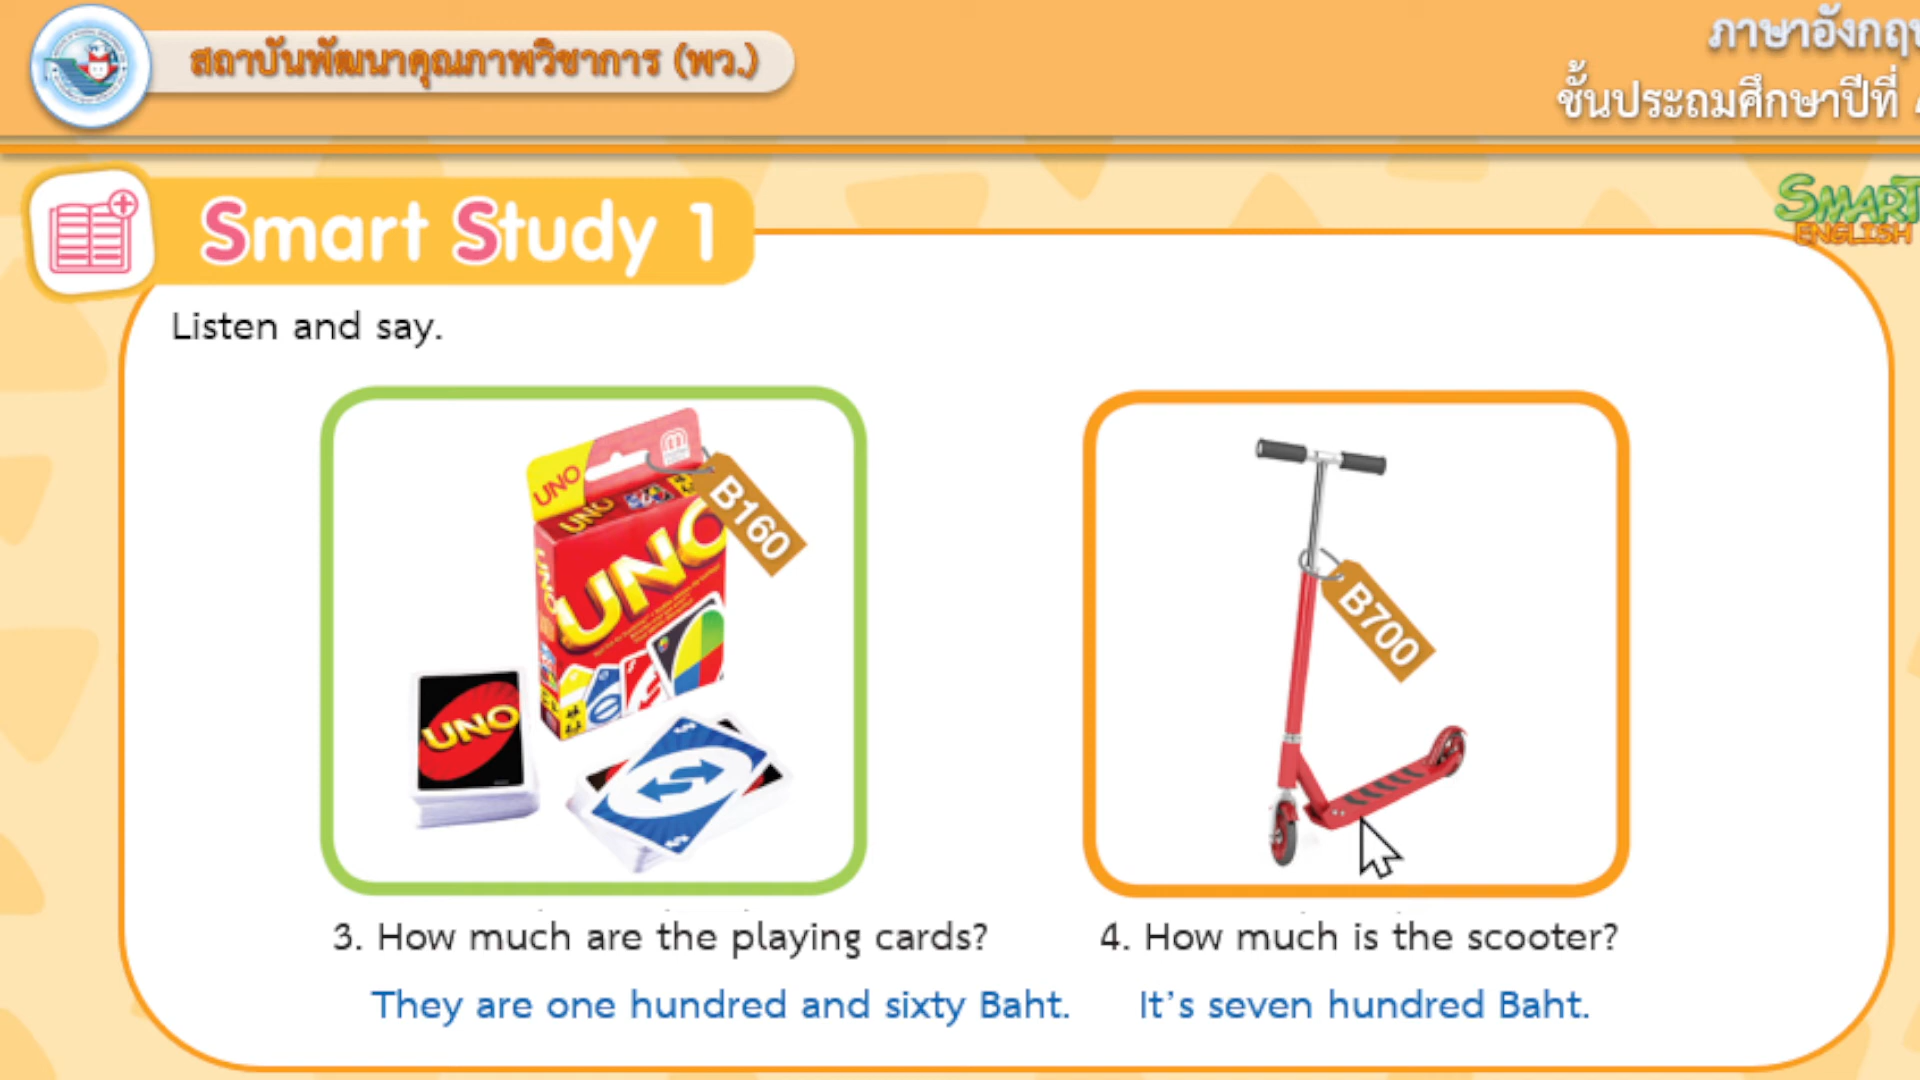 สถาบันพัฒนาคุณภาพวิชาการ (พว.)
ภาษาอังกฤษ
ชั้นประถมศึกษาปีที่
SMART
ENGLISH
Smart Study 1
Listen and say.
UNO
UNO
UNO
UNO
UNO
B160
B700
3. How much are the playing cards?
They are one hundred and sixty Baht.
4. How much is the scooter?
It's seven hundred Baht.